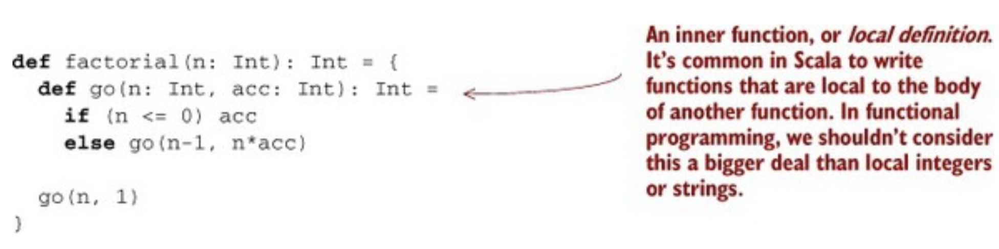 def factorial(n: Int): Int = {
  def go(n: Int, acc: Int): Int =
    if (n <= 0) acc
    else go(n-1, n*acc)

  go(n, 1)
}
An inner function, or local definition.
It's common in Scala to write
functions that are local to the body
of another function. In functional
programming, we shouldn't consider
this a bigger deal than local integers
or strings.